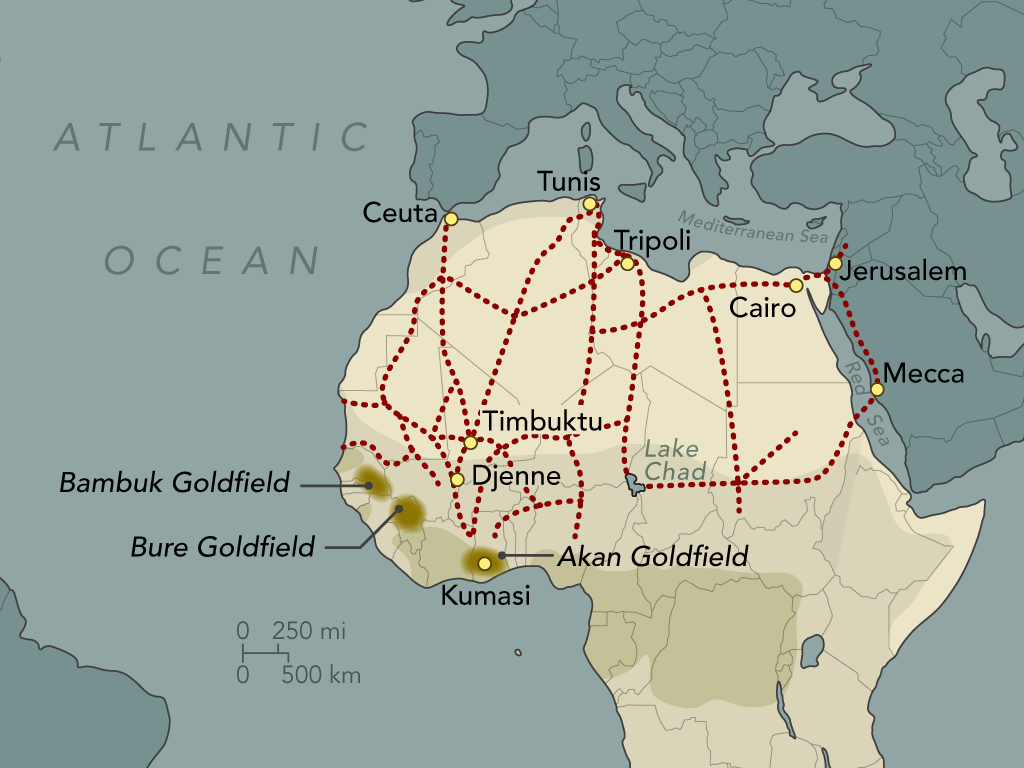 ATLANTIC
OCEAN
Tunis
Ceuta
Tripoli
Mediterranean Sea
Jerusalem
Cairo
Mecca
Red Sea
Timbuktu
Lake
Chad
Djenne
Bambuk Goldfield
Bure Goldfield
Akan Goldfield
Kumasi
0 250 mi
0 500 km